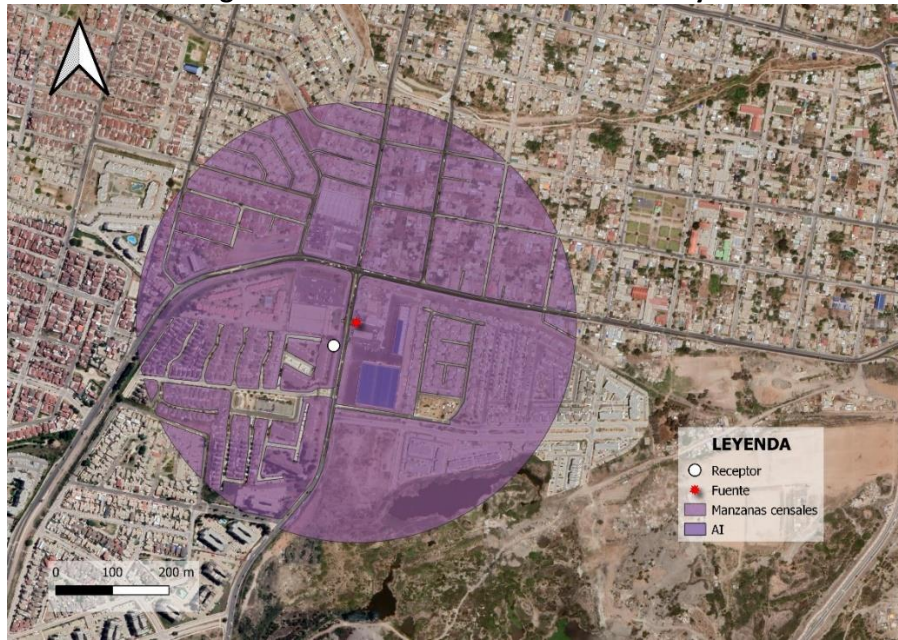 LEYENDA
Receptor
Fuente
Manzanas censales
AI
0 100 200 m